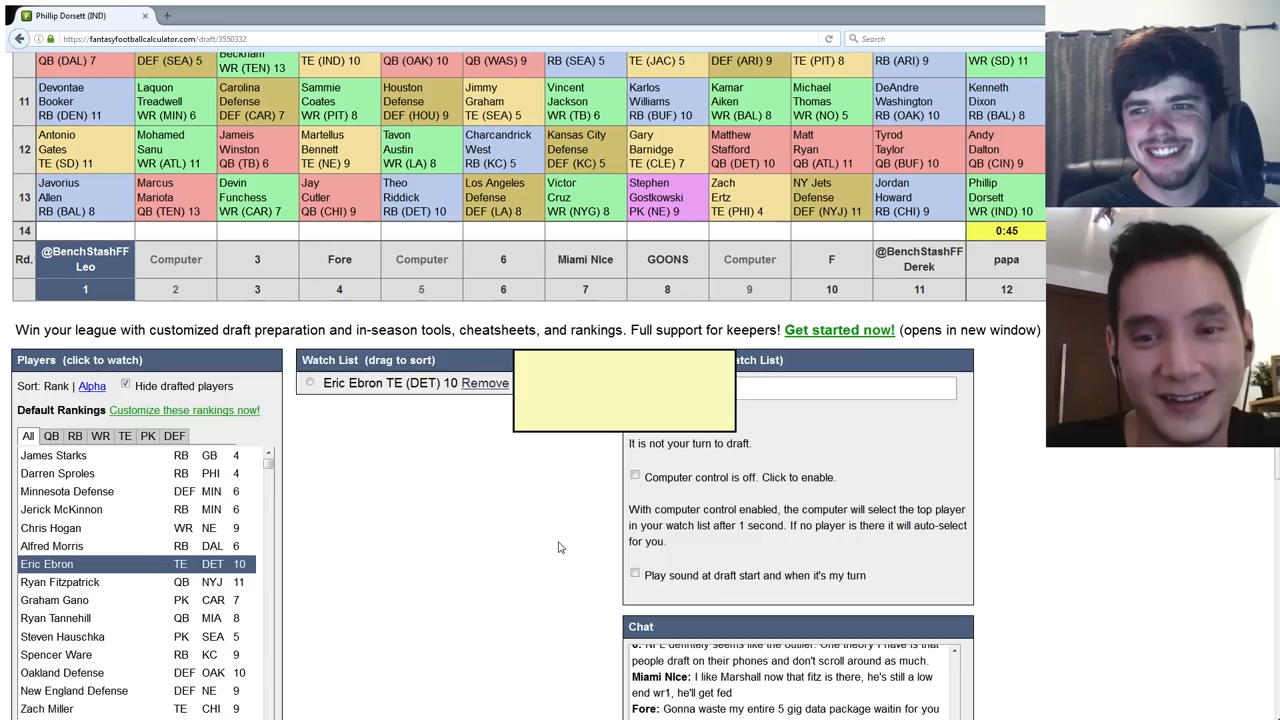 Phillip Dorsett (IND)
https://fantasyfootballcalculator.com/draft/3550332
Search
QB (DAL) 7 DEF (SEA) 5 Beckham WR (TEN) 13 TE (IND) 10 QB (OAK) 10 QB (WAS) 9 RB (SEA) 5 TE (JAC) 5 DEF (ARI) 9 TE (PIT) 8 RB (ARI) 9 WR (SD) 11
11
Devontae Booker RB (DEN) 11
Laquon Treadwell WR (MIN) 6
Carolina Defense DEF (CAR) 7
Sammie Coates WR (PIT) 8
Houston Defense DEF (HOU) 9
Jimmy Graham TE (SEA) 5
Vincent Jackson WR (TB) 6
Karlos Williams RB (BUF) 10
Kamar Aiken WR (BAL) 8
Michael Thomas WR (NO) 5
DeAndre Washington RB (OAK) 10
Kenneth Dixon RB (BAL) 8
12
Antonio Gates TE (SD) 11
Mohamed Sanu WR (ATL) 11
Jameis Winston QB (TB) 6
Martellus Bennett TE (NE) 9
Tavon Austin WR (LA) 8
Charcandrick West RB (KC) 5
Kansas City Defense DEF (KC) 5
Gary Barnidge TE (CLE) 7
Matthew Stafford QB (DET) 10
Matt Ryan QB (ATL) 11
Tyrod Taylor QB (BUF) 10
Andy Dalton QB (CIN) 9
13
Javorius Allen RB (BAL) 8
Marcus Mariota QB (TEN) 13
Devin Funchess WR (CAR) 7
Jay Cutler QB (CHI) 9
Theo Riddick RB (DET) 10
Los Angeles Defense DEF (LA) 8
Victor Cruz WR (NYG) 8
Stephen Gostkowski PK (NE) 9
Zach Ertz TE (PHI) 4
NY Jets Defense DEF (NYJ) 11
Jordan Howard RB (CHI) 9
Phillip Dorsett WR (IND) 10
14 0:45
Rd. @BenchStashFF Leo Computer 3 Fore Computer 6 Miami NIce GOONS Computer F @BenchStashFF Derek papa
1 2 3 4 5 6 7 8 9 10 11 12
Win your league with customized draft preparation and in-season tools, cheatsheets, and rankings. Full support for keepers! Get started now! (opens in new window)
Players (click to watch)
Sort: Rank | Alpha Hide drafted players
Default Rankings Customize these rankings now!
All QB RB WR TE PK DEF
James Starks RB GB 4
Darren Sproles RB PHI 4
Minnesota Defense DEF MIN 6
Jerick McKinnon RB MIN 6
Chris Hogan WR NE 9
Alfred Morris RB DAL 6
Eric Ebron TE DET 10
Ryan Fitzpatrick QB NYJ 11
Graham Gano PK CAR 7
Ryan Tannehill QB MIA 8
Steven Hauschka PK SEA 5
Spencer Ware RB KC 9
Oakland Defense DEF OAK 10
New England Defense DEF NE 9
Zach Miller TE CHI 9
Watch List (drag to sort)
Eric Ebron TE (DET) 10 Remove
List)
It is not your turn to draft.
Computer control is off. Click to enable.
With computer control enabled, the computer will select the top player
in your watch list after 1 second. If no player is there it will auto-select
for you.
Play sound at draft start and when it's my turn
Chat
NFL definitely seems like the outlier. One theory I have is that
people draft on their phones and don't scroll around as much.
Miami NIce: I like Marshall now that fitz is there, he's still a low
end wr1, he'll get fed
Fore: Gonna waste my entire 5 gig data package waitin for you